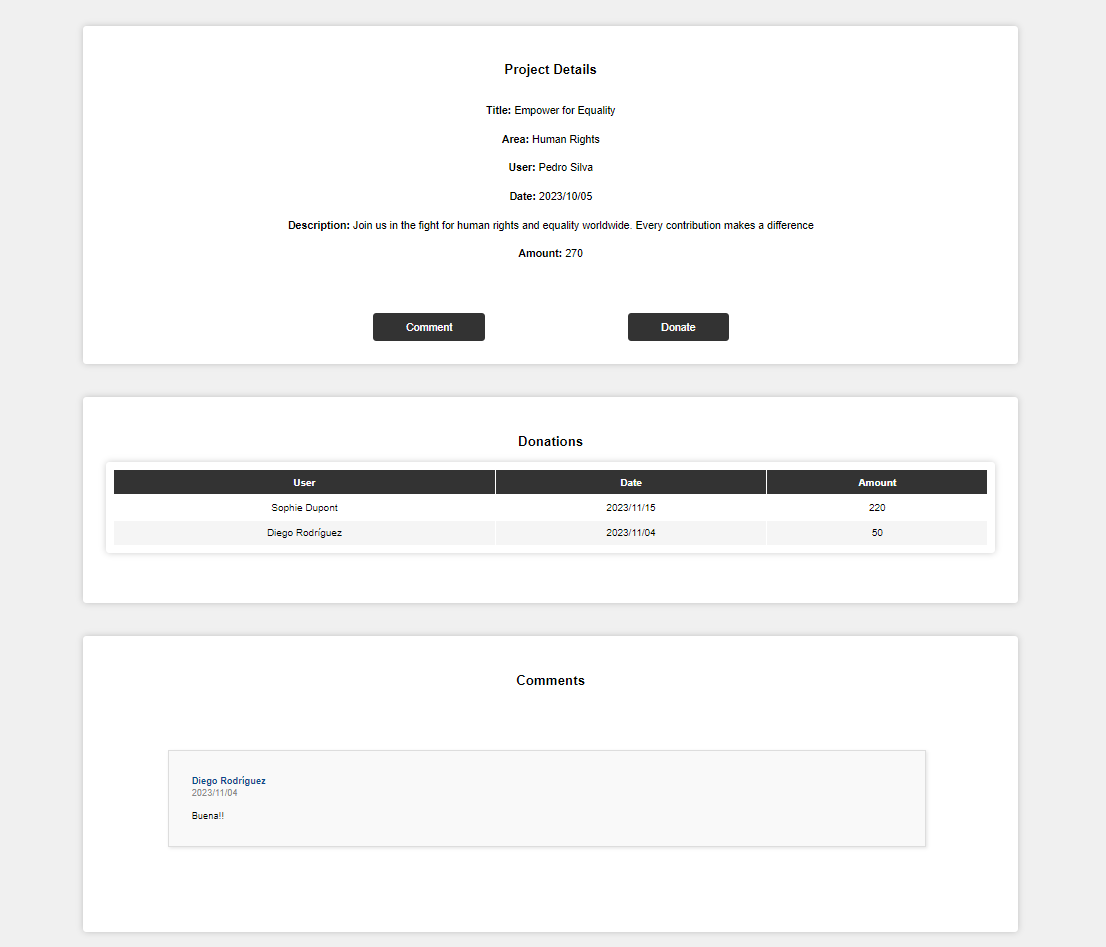 Project Details
Title: Empower for Equality
Area: Human Rights
User: Pedro Silva
Date: 2023/10/05
Description: Join us in the fight for human rights and equality worldwide. Every contribution makes a difference
Amount: 270
Comment Donate
Donations
User Date Amount
Sophie Dupont 2023/11/15 220
Diego Rodríguez 2023/11/04 50
Comments
Diego Rodríguez
2023/11/04
Buena!!